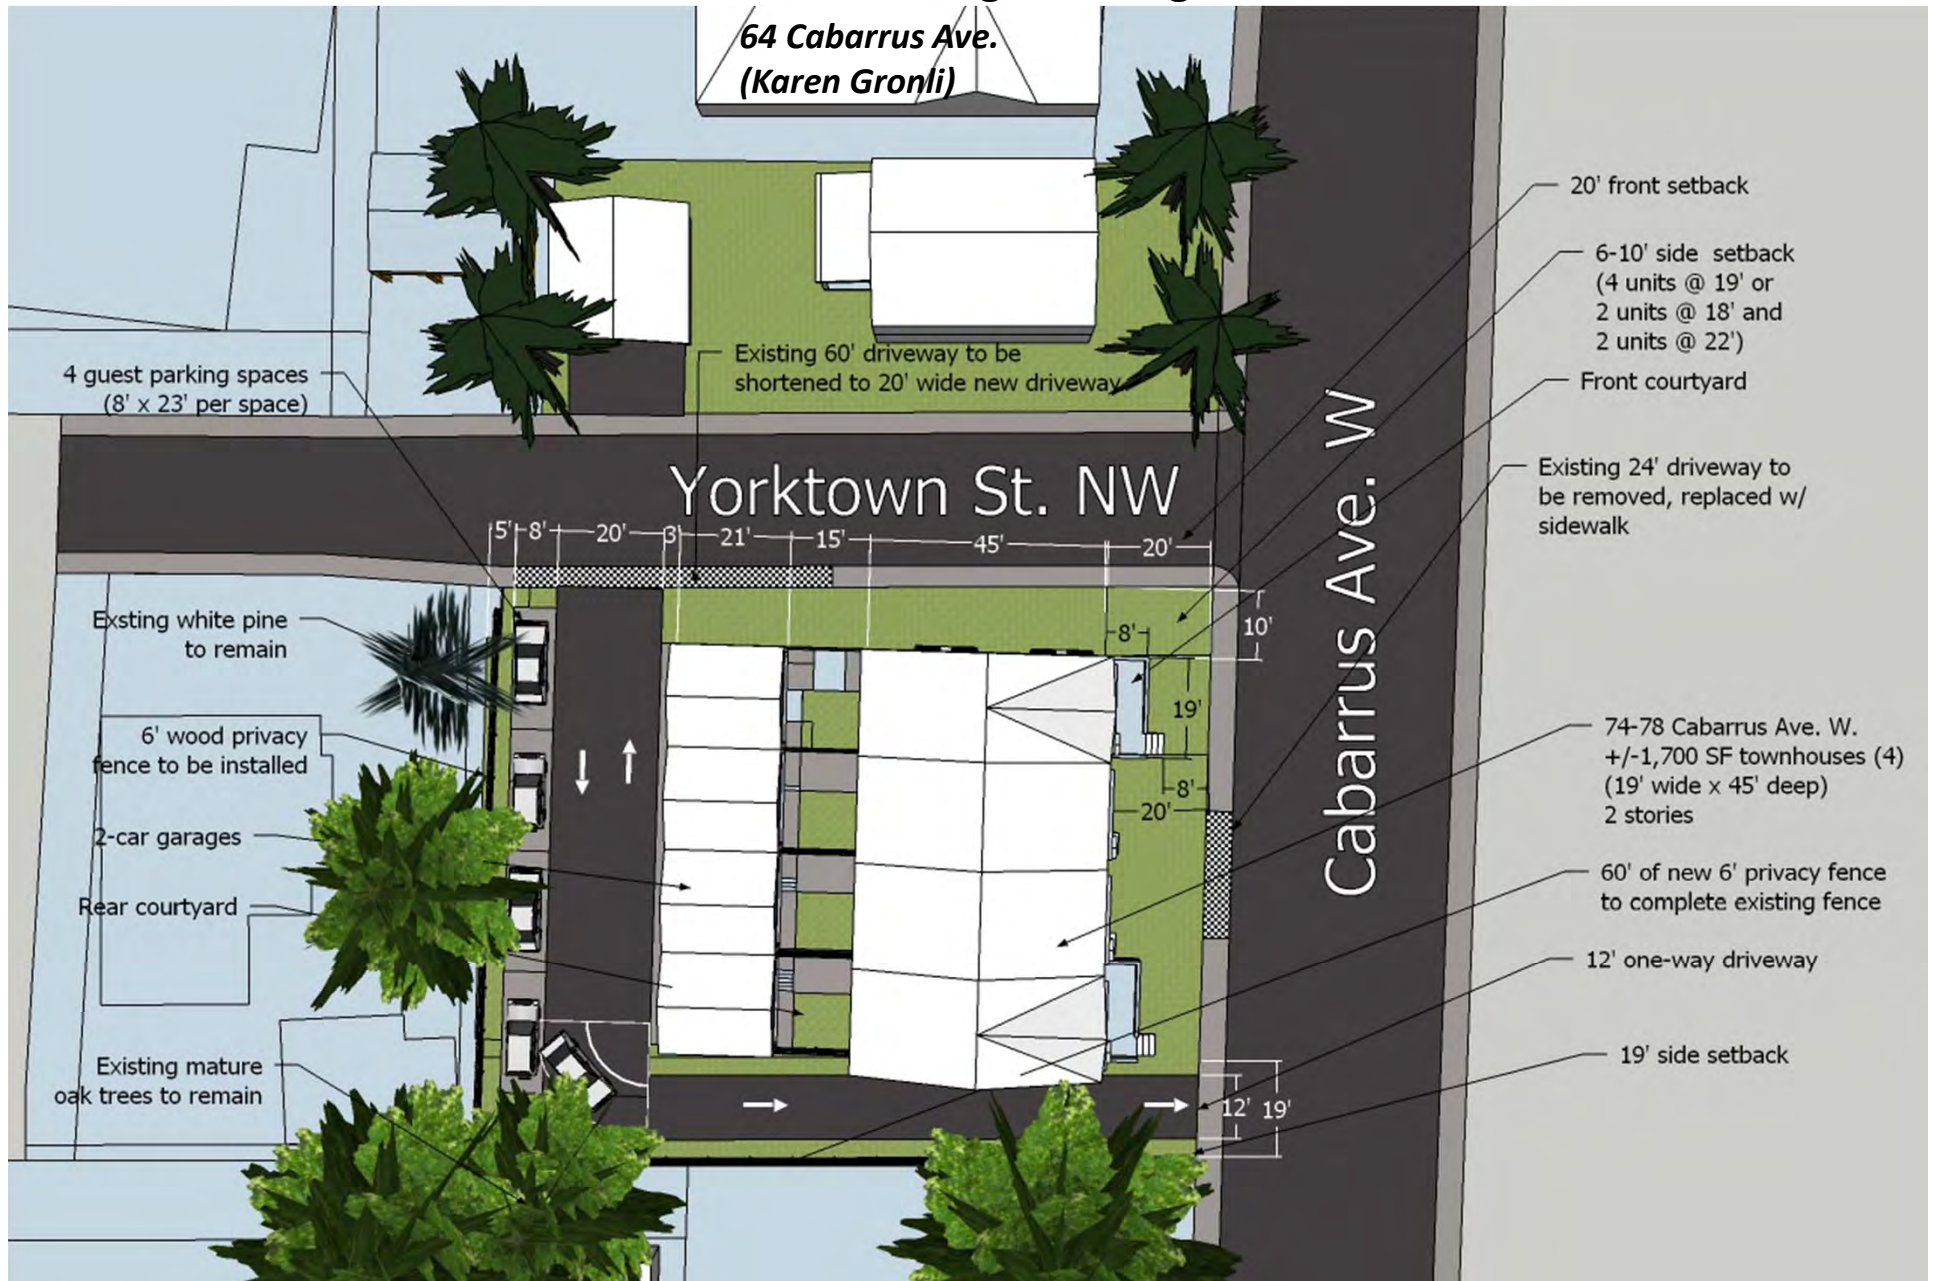 64 Cabarrus Ave.
(Karen Gronli)
20' front setback
6-10' side setback
(4 units @ 19' or
2 units @ 18' and
2 units @ 22')
Existing 60' driveway to be
shortened to 20' wide new driveway
4 guest parking spaces
(8' x 23' per space)
Front courtyard
Yorktown St. NW
Cabarrus Ave. W
Existing 24' driveway to
be removed, replaced w/
sidewalk
5' 8' 20' 3' 21' 15' 45' 20'
Exsting white pine
to remain
8'
10'
19'
6' wood privacy
fence to be installed
74-78 Cabarrus Ave. W.
+/-1,700 SF townhouses (4)
(19' wide x 45' deep)
2 stories
8'
20'
2-car garages
Rear courtyard
60' of new 6' privacy fence
to complete existing fence
12' one-way driveway
Existing mature
oak trees to remain
19' side setback
12' 19'